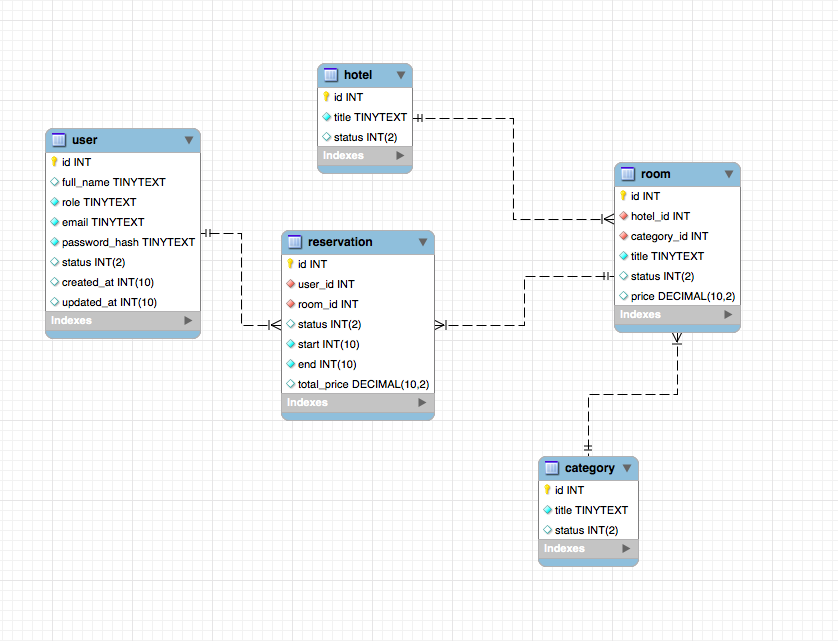 hotel
id INT
title TINYTEXT
status INT(2)
Indexes
user
id INT
full_name TINYTEXT
role TINYTEXT
email TINYTEXT
password_hash TINYTEXT
status INT(2)
created_at INT(10)
updated_at INT(10)
Indexes
room
id INT
hotel_id INT
category_id INT
title TINYTEXT
status INT(2)
price DECIMAL(10,2)
Indexes
reservation
id INT
user_id INT
room_id INT
status INT(2)
start INT(10)
end INT(10)
total_price DECIMAL(10,2)
Indexes
category
id INT
title TINYTEXT
status INT(2)
Indexes